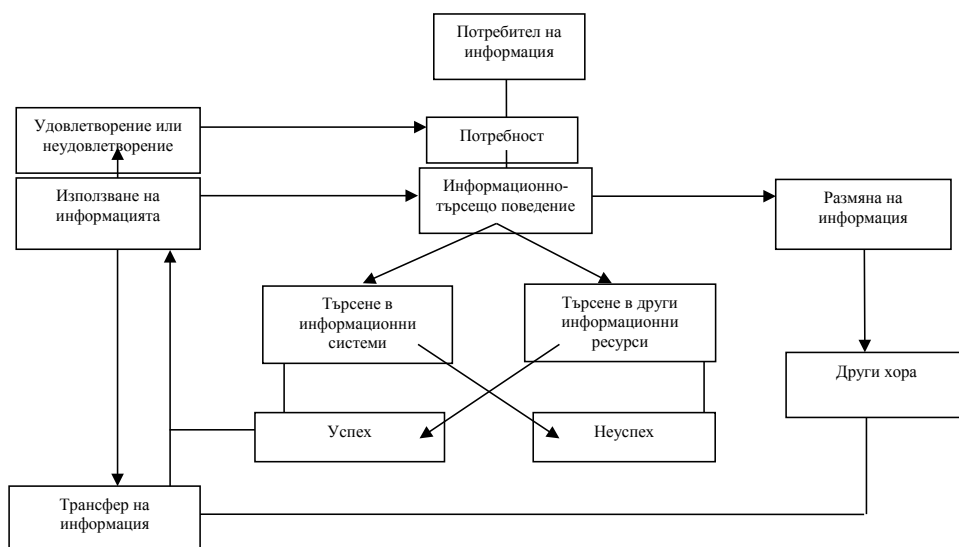 Потребител на
информация
Удовлетворение или
неудовлетворение
Потребност
Използване на
информацията
Информационно-
търсещо поведение
Размяна на
информация
Търсене в
информационни
системи
Търсене в други
информационни
ресурси
Други хора
Успех
Неуспех
Трансфер на
информация